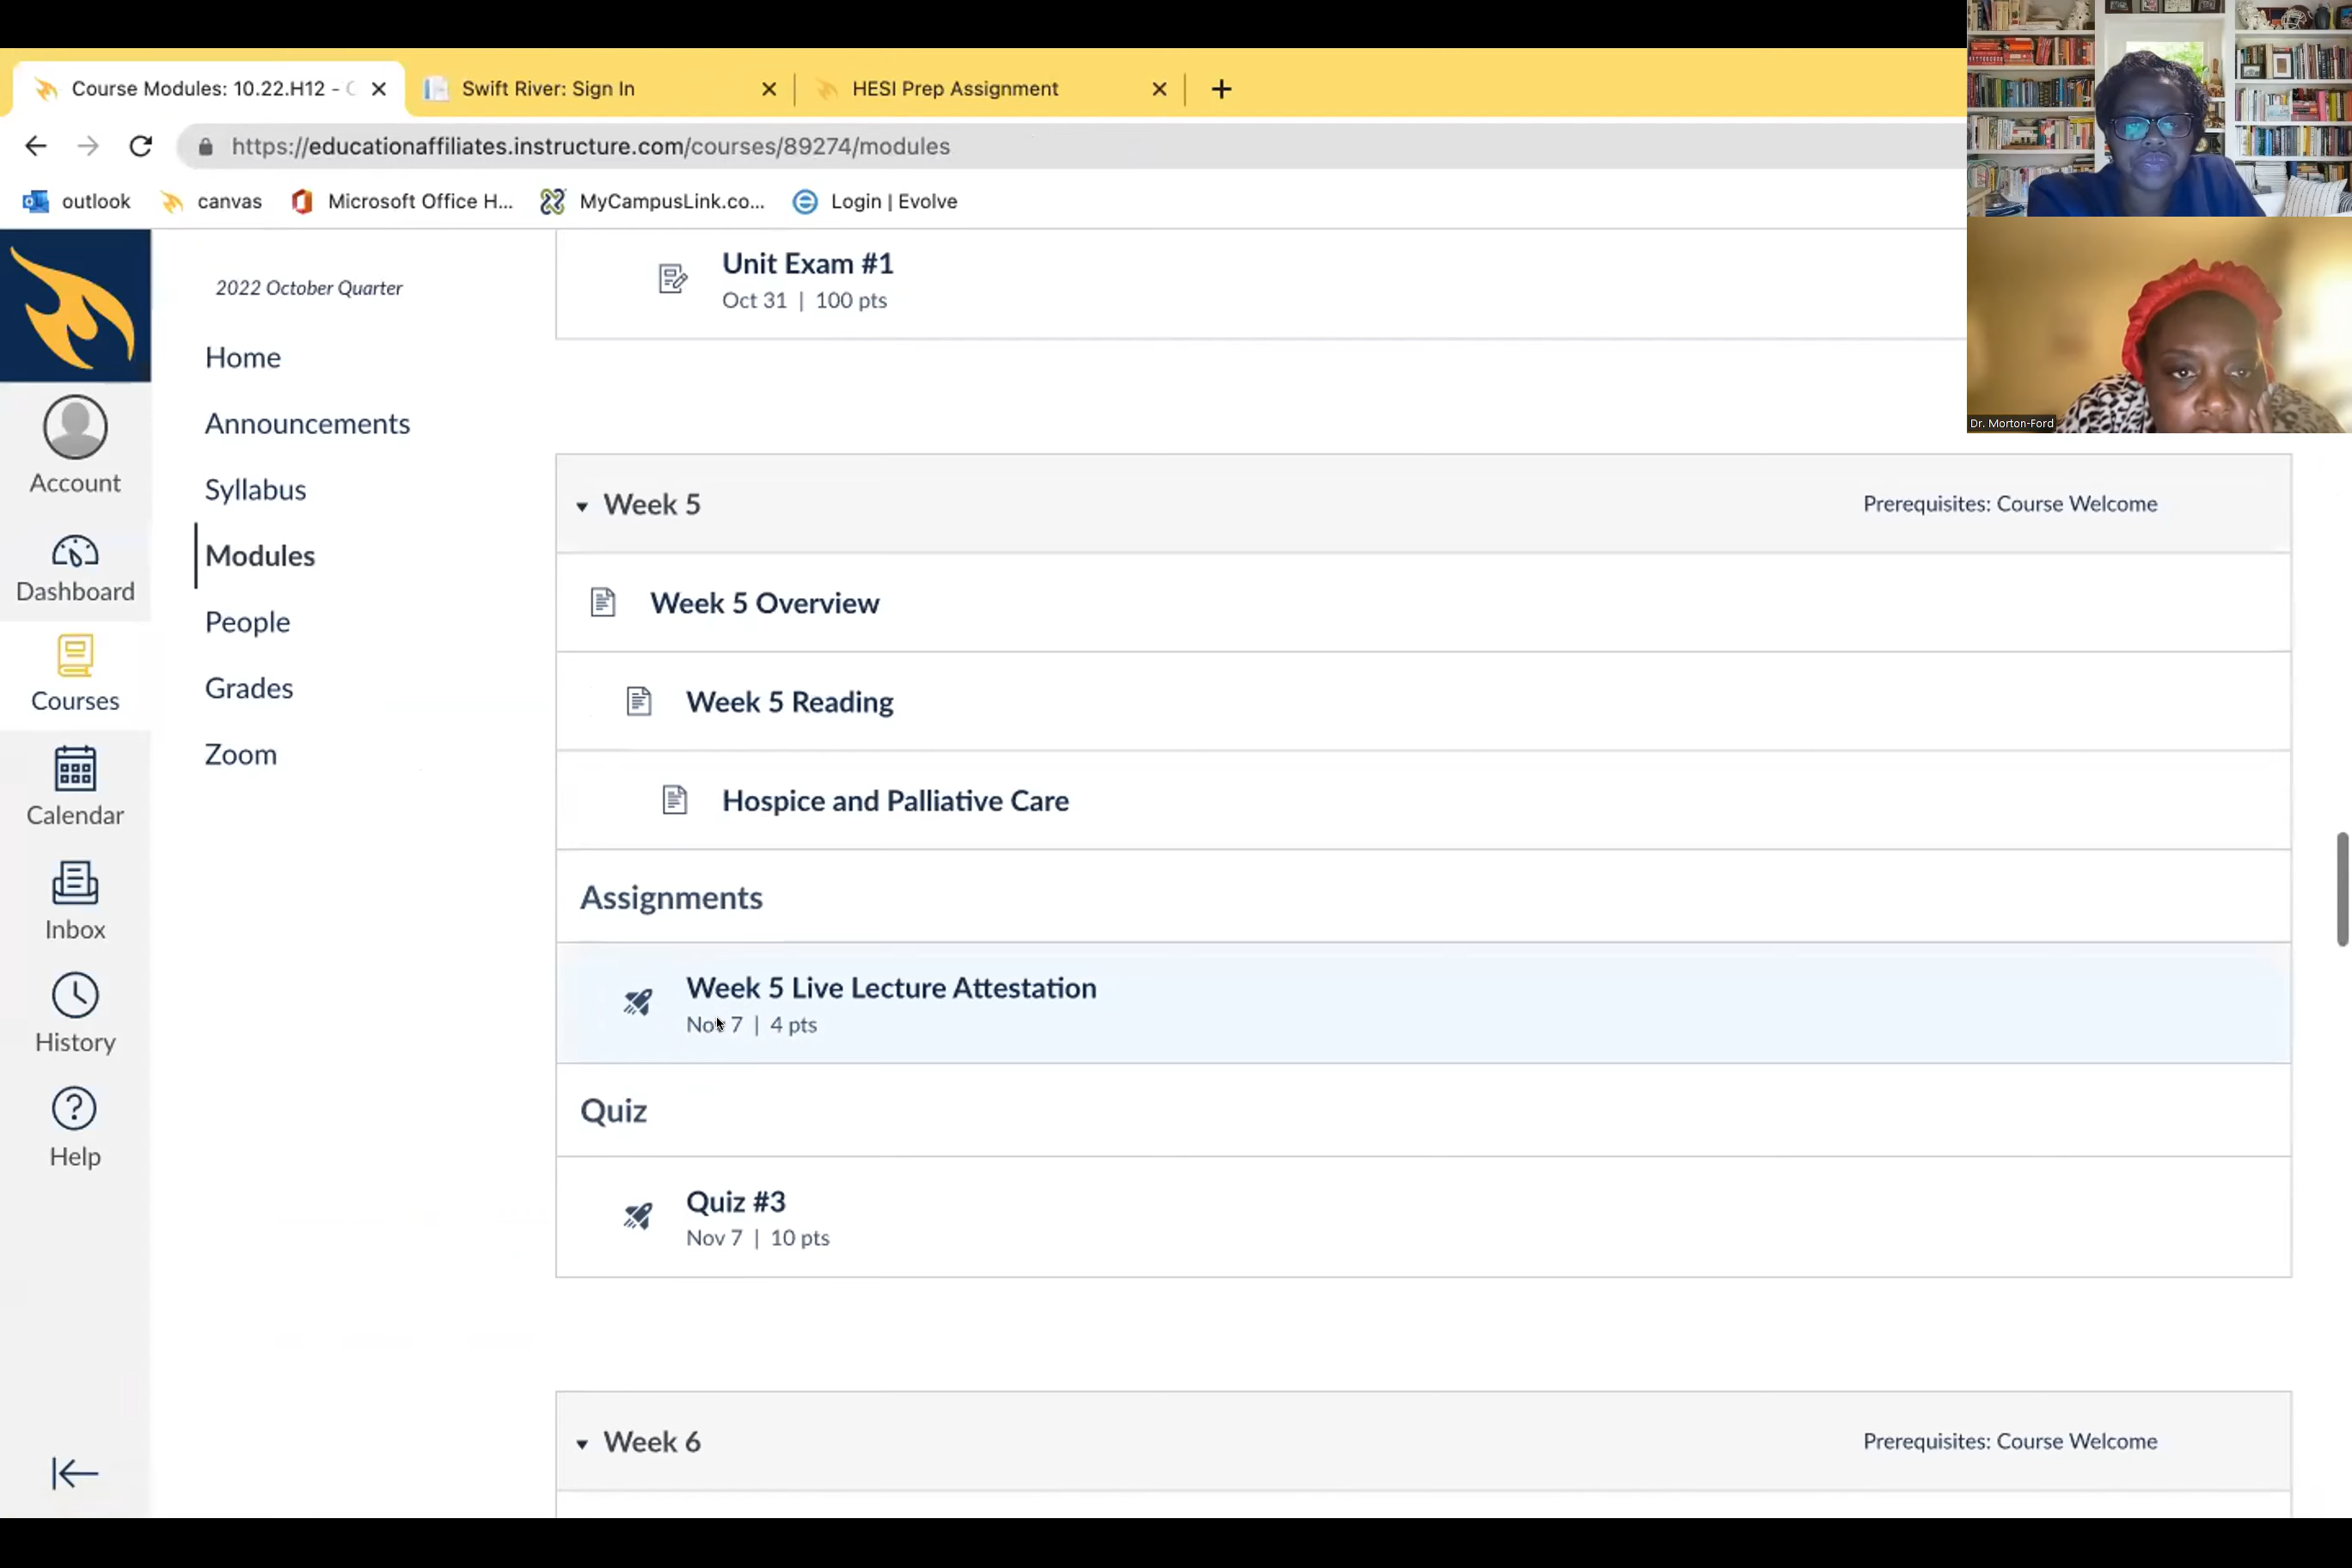 Course Modules: 10.22.H12 -
Swift River: Sign In
HESI Prep Assignment
https://educationaffiliates.instructure.com/courses/89274/modules
outlook
canvas
Microsoft Office H...
MyCampusLink.co...
Login | Evolve
2022 October Quarter
Home
Announcements
Syllabus
Modules
People
Grades
Zoom
Account
Dashboard
Courses
Calendar
Inbox
History
Help
Unit Exam #1
Oct 31 | 100 pts
Week 5
Prerequisites: Course Welcome
Week 5 Overview
Week 5 Reading
Hospice and Palliative Care
Assignments
Week 5 Live Lecture Attestation
Nov 7 | 4 pts
Quiz
Quiz #3
Nov 7 | 10 pts
Week 6
Prerequisites: Course Welcome
Dr. Morton-Ford